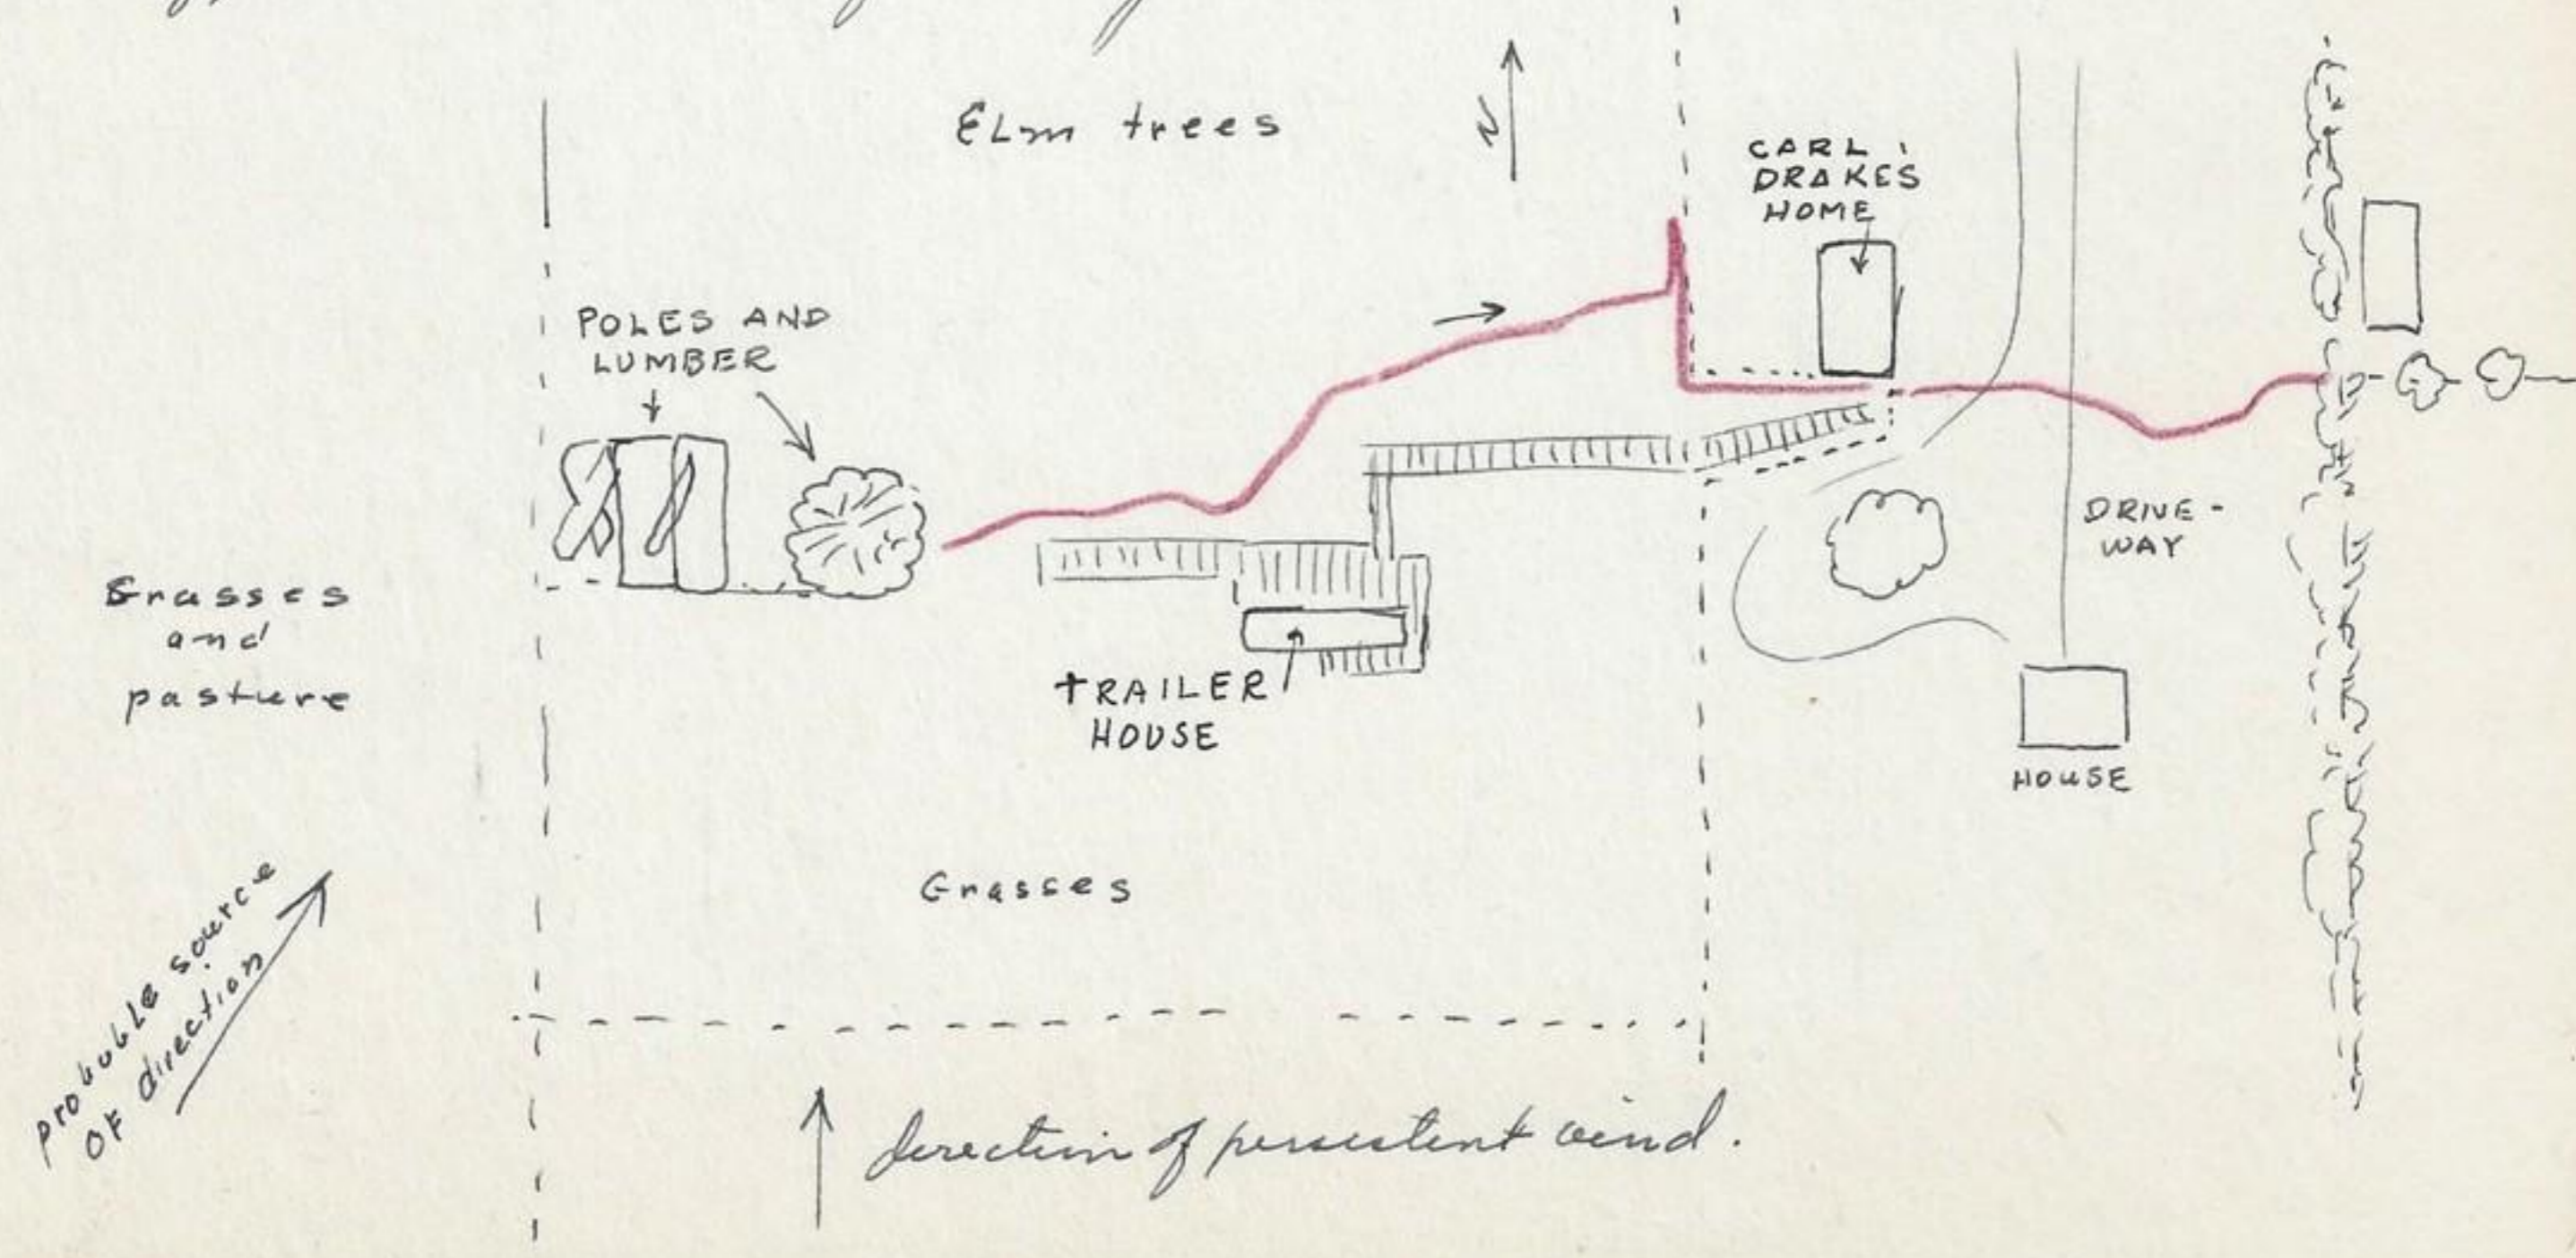 ELm trees
N
CARL
DRAKES
HOME
POLES AND
LUMBER
Grasses
and
pasture
DRIVE-
WAY
TRAILER
HOUSE
HOUSE
Grasses
probuble source
OF direction
direction of persistent wind.